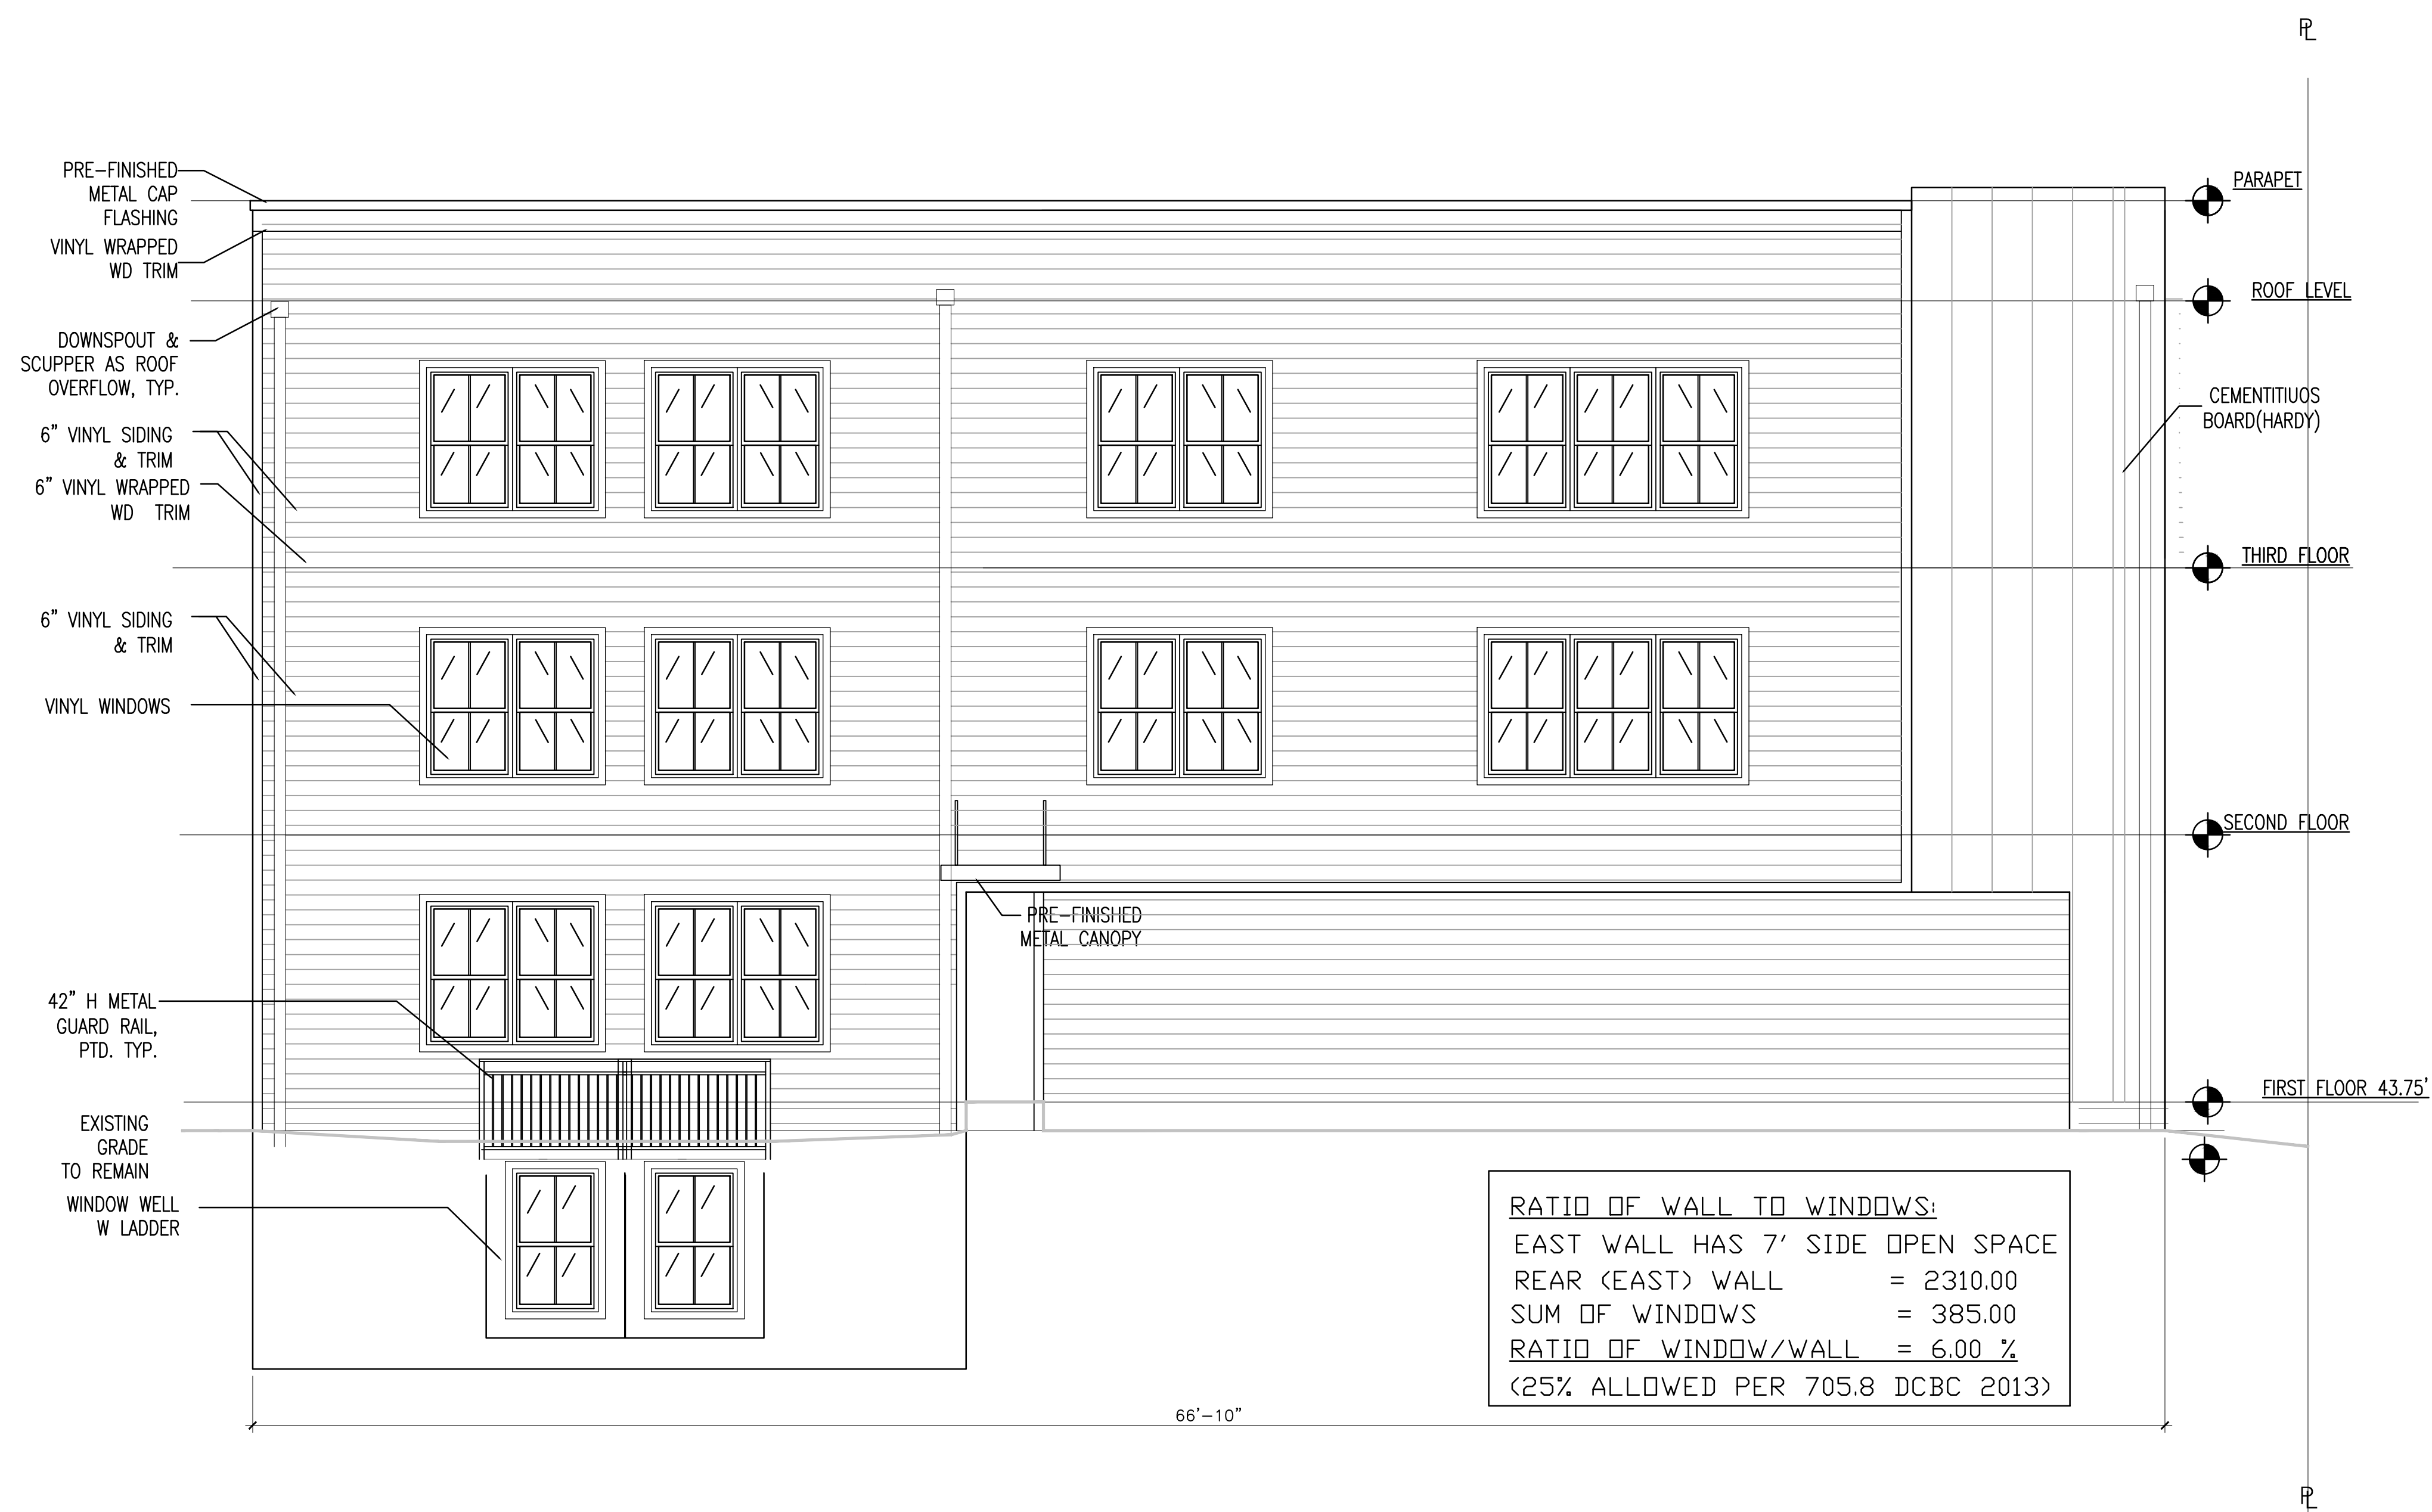 PL
PRE-FINISHED
METAL CAP
FLASHING
VINYL WRAPPED
WD TRIM
DOWNSPOUT &
SCUPPER AS ROOF
OVERFLOW, TYP.
6" VINYL SIDING
& TRIM
6" VINYL WRAPPED
WD TRIM
6" VINYL SIDING
& TRIM
VINYL WINDOWS
42" H METAL
GUARD RAIL,
PTD. TYP.
EXISTING
GRADE
TO REMAIN
WINDOW WELL
W LADDER
PRE-FINISHED
METAL CANOPY
PARAPET
ROOF LEVEL
CEMENTITIUOS
BOARD(HARDY)
THIRD FLOOR
SECOND FLOOR
FIRST FLOOR 43.75'
RATIO OF WALL TO WINDOWS:
EAST WALL HAS 7' SIDE OPEN SPACE
REAR (EAST) WALL = 2310.00
SUM OF WINDOWS = 385.00
RATIO OF WINDOW/WALL = 6.00 %
(25% ALLOWED PER 705.8 DCBC 2013)
66'-10"
PL